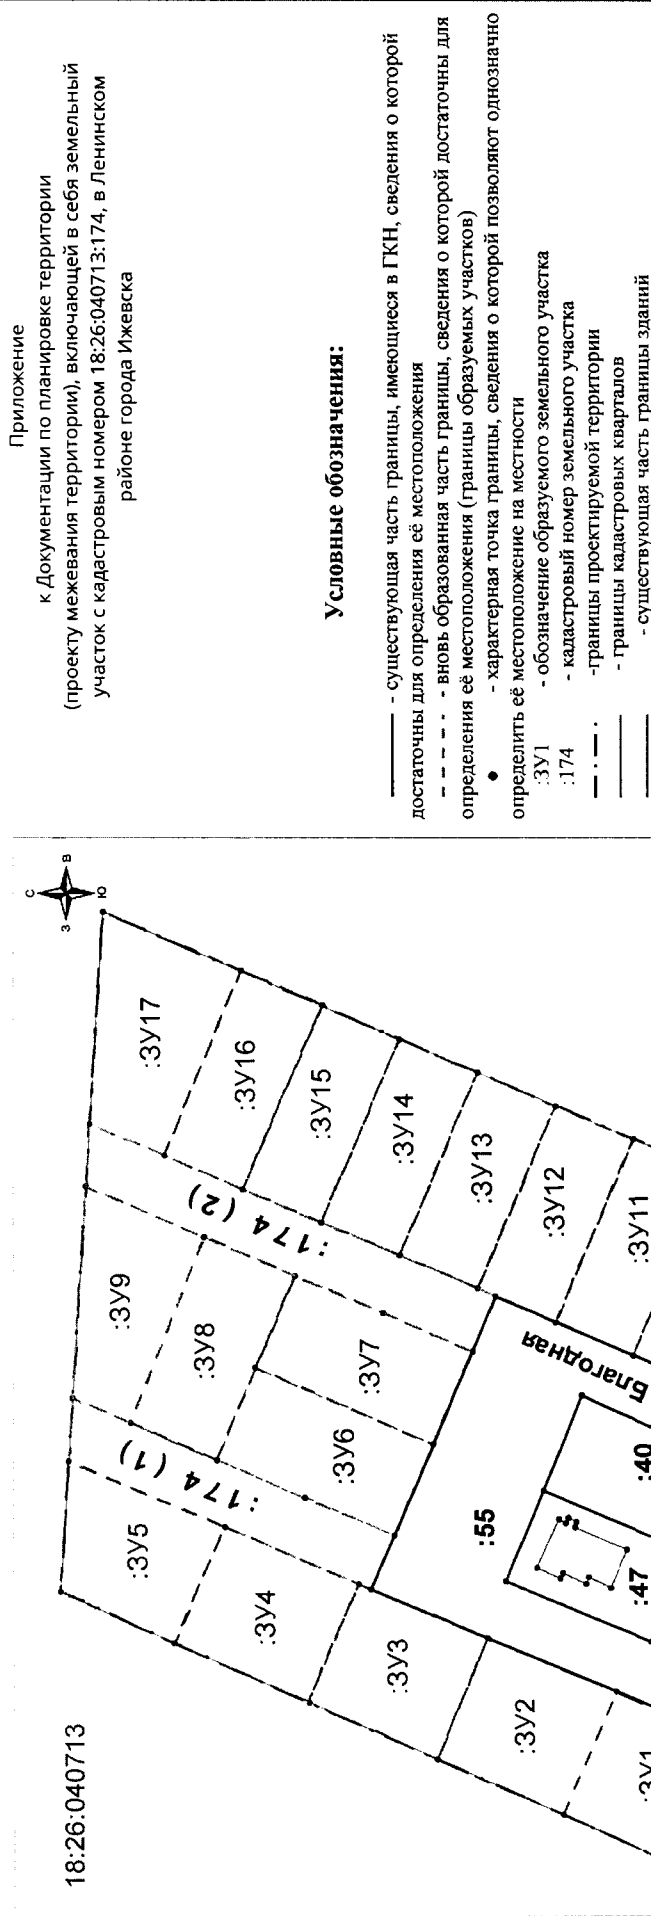 Приложение
к Документации по планировке территории
(проекту межевания территории), включающей в себя земельный
участок с кадастровым номером 18:26:040713:174, в Ленинском
районе города Ижевска
Условные обозначения:
- существующая часть границы, имеющиеся в ГКН, сведения о которой
достаточны для определения её местоположения
- вновь образованная часть границы, сведения о которой достаточны для
определения её местоположения (границы образуемых участков)
- характерная точка границы, сведения о которой позволяют однозначно
определить её местоположение на местности
:ЗУ1 - обозначение образуемого земельного участка
:174 - кадастровый номер земельного участка
-границы проектируемой территории
- границы кадастровых кварталов
- существующая часть границы зданий
18:26:040713
С
З
В
Ю
:ЗУ5
:174 (1)
:ЗУ9
:174 (2)
:ЗУ17
:ЗУ4
:ЗУ8
:ЗУ16
:ЗУ3
:ЗУ6
:ЗУ7
:ЗУ15
:ЗУ14
:ЗУ2
:55
:ЗУ13
:ЗУ12
Благодная
:ЗУ1
:47
:40
:ЗУ11